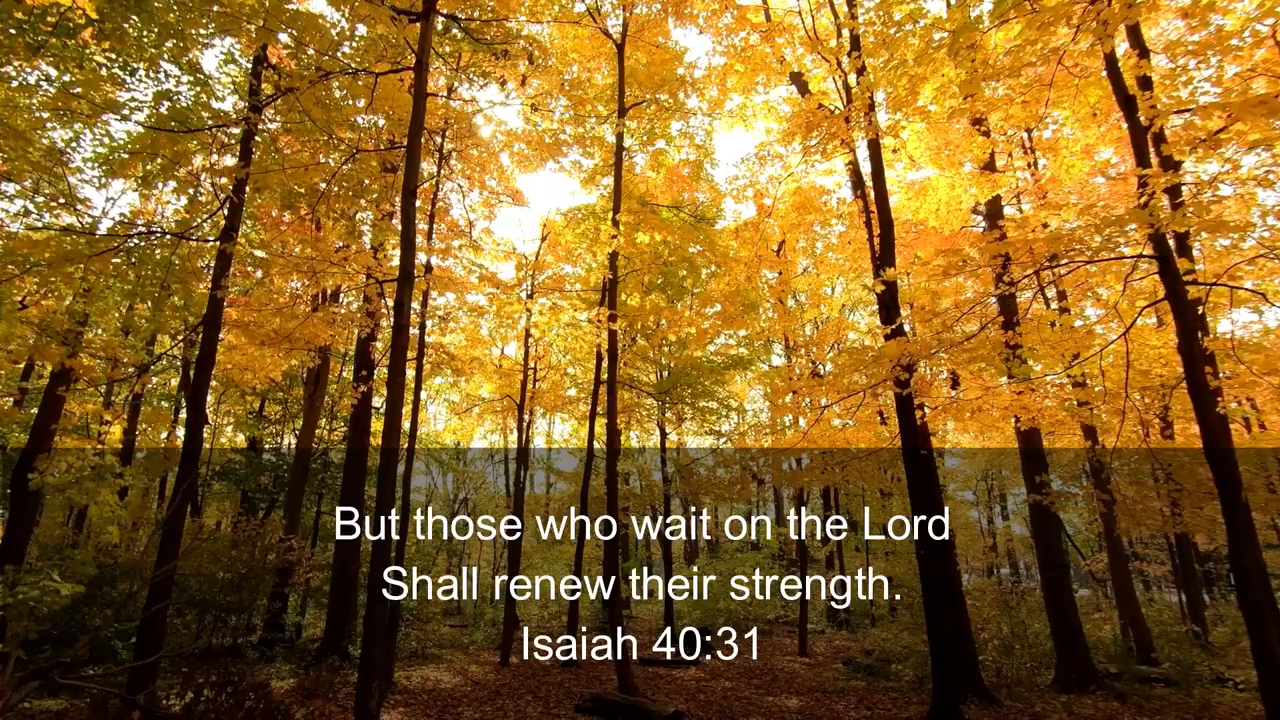 But those who wait on the Lord
Shall renew their strength.
Isaiah 40:31